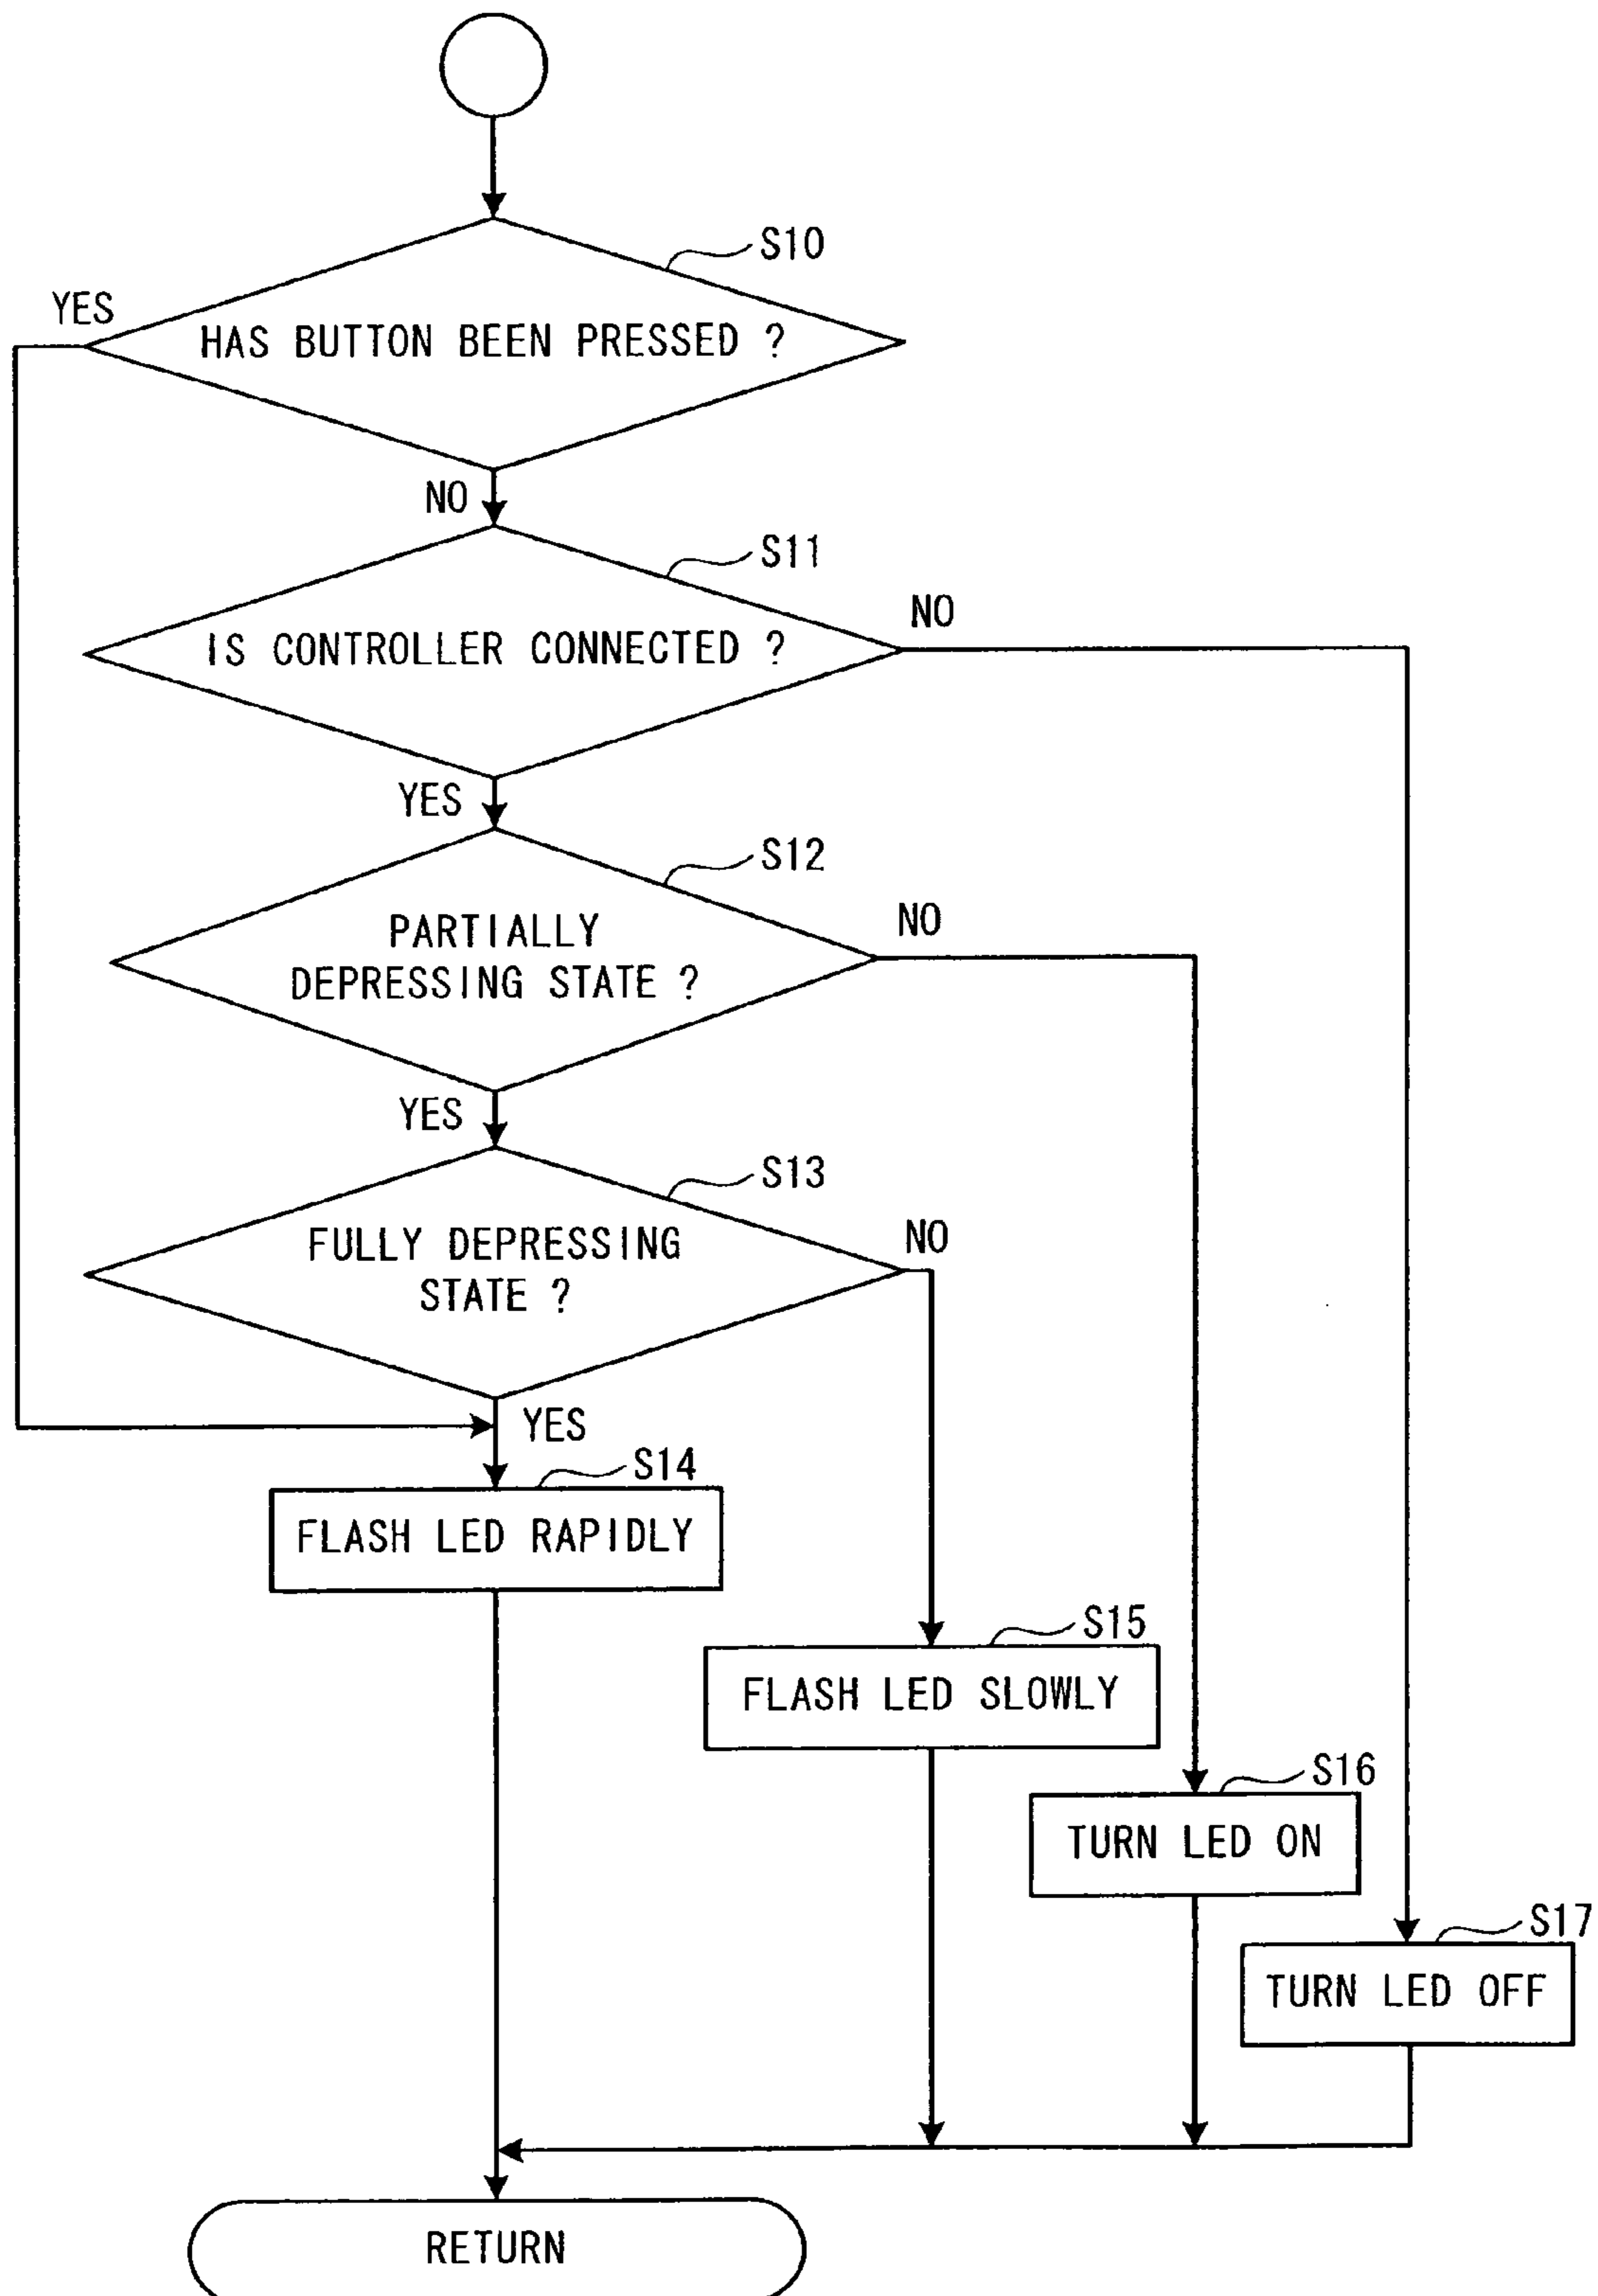 S10
YES
HAS BUTTON BEEN PRESSED ?
NO
S11
NO
IS CONTROLLER CONNECTED ?
YES
S12
NO
PARTIALLY
DEPRESSING STATE ?
YES
S13
NO
FULLY DEPRESSING
STATE ?
YES
S14
FLASH LED RAPIDLY
S15
FLASH LED SLOWLY
S16
TURN LED ON
S17
TURN LED OFF
RETURN